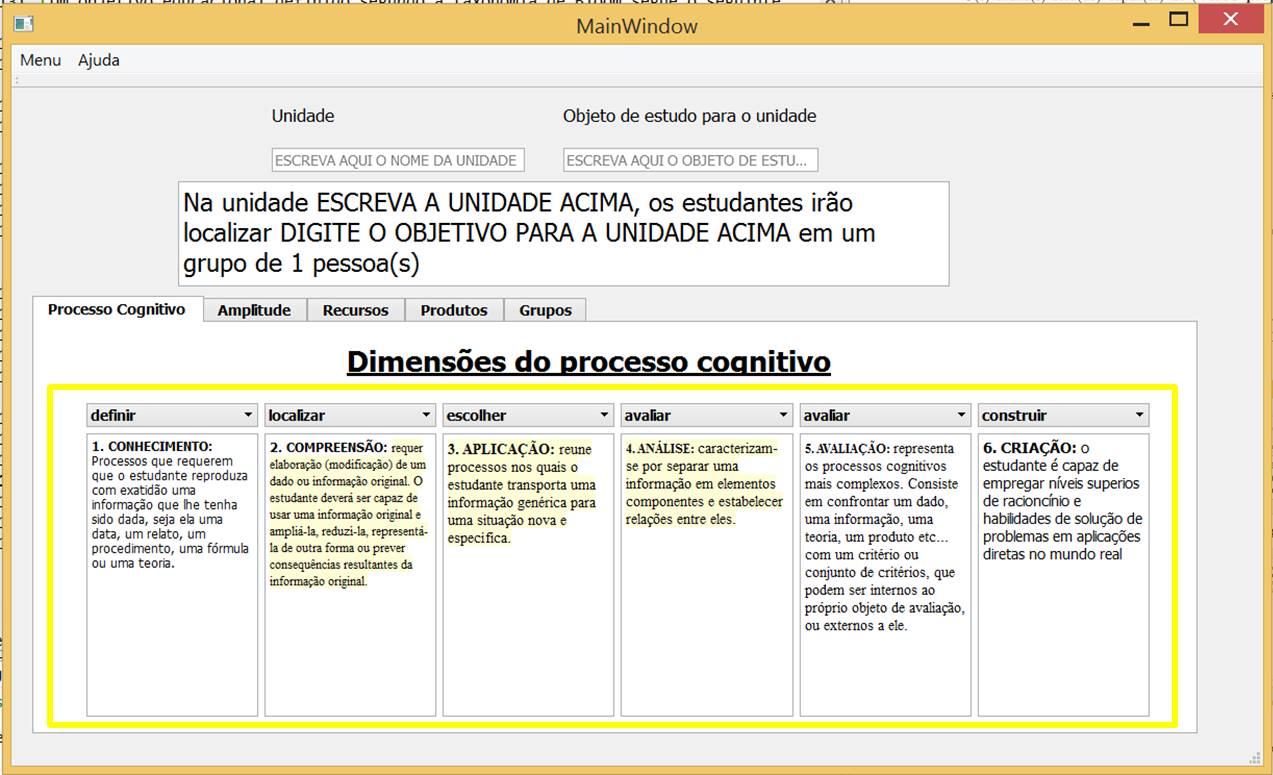 MainWindow
Menu Ajuda
Unidade Objeto de estudo para o unidade
ESCREVA AQUI O NOME DA UNIDADE ESCREVA AQUI O OBJETO DE ESTU...
Na unidade ESCREVA A UNIDADE ACIMA, os estudantes irão
localizar DIGITE O OBJETIVO PARA A UNIDADE ACIMA em um
grupo de 1 pessoa(s)
Processo Cognitivo Amplitude Recursos Produtos Grupos
Dimensões do processo cognitivo
definir
localizar
escolher
avaliar
avaliar
construir
1. CONHECIMENTO:
Processos que requerem
que o estudante reproduza
com exatidão uma
informação que lhe tenha
sido dada, seja ela uma
data, um relato, um
procedimento, uma fórmula
ou uma teoria.
2. COMPREENSÃO: requer
elaboração (modificação) de um
dado ou informação original. O
estudante deverá ser capaz de
usar uma informação original e
ampliá-la, reduzi-la, representá-
la de outra forma ou prever
consequências resultantes da
informação original.
3. APLICAÇÃO: reune
processos nos quais o
estudante transporta uma
informação genérica para
uma situação nova e
especifica.
4. ANÁLISE: caracterizam-
se por separar uma
informação em elementos
componentes e estabelecer
relações entre eles.
5. AVALIAÇÃO: representa
os processos cognitivos
mais complexos. Consiste
em confrontar um dado,
uma informação, uma
teoria, um produto etc...
com um critério ou
conjunto de critérios, que
podem ser internos ao
próprio objeto de avaliação,
ou externos a ele.
6. CRIAÇÃO: o
estudante é capaz de
empregar níveis superios
de racioncínio e
habilidades de solução de
problemas em aplicações
diretas no mundo real